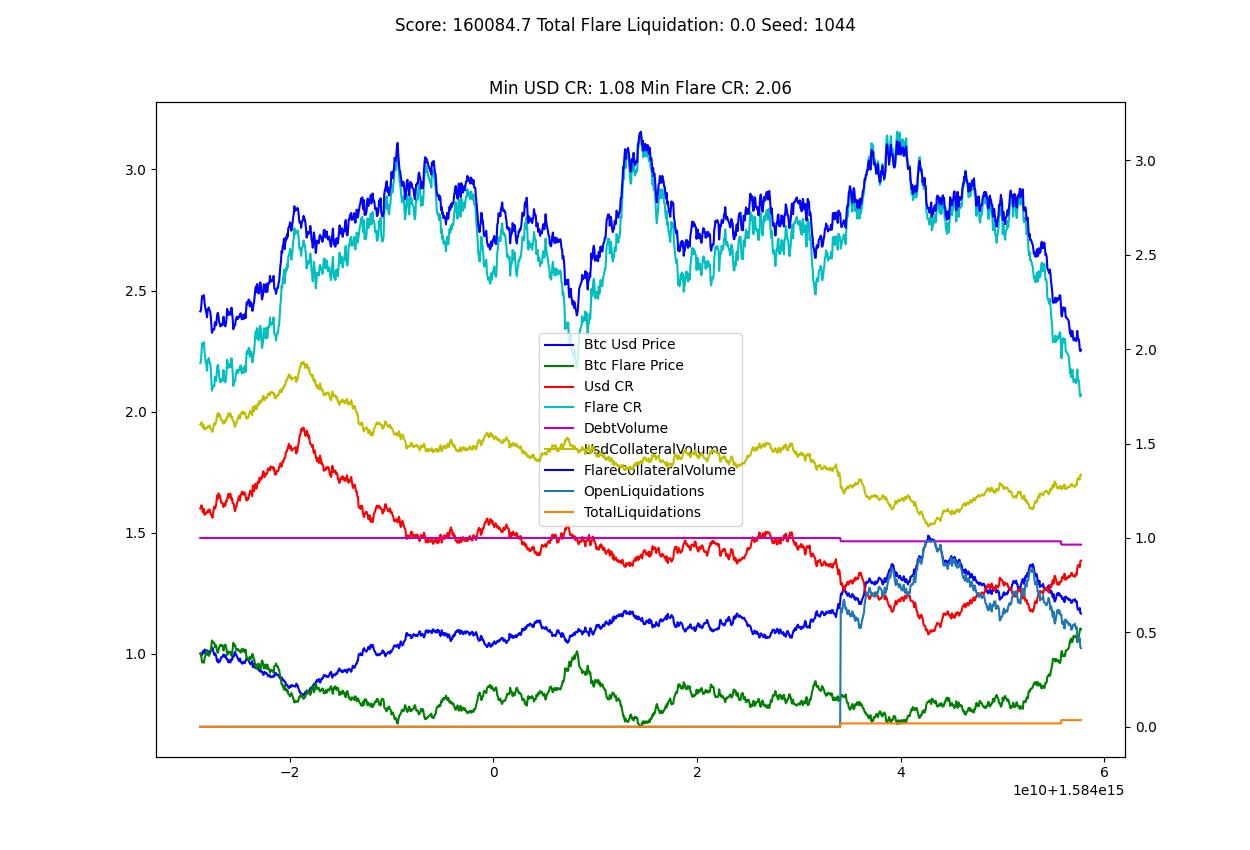 Score: 160084.7 Total Flare Liquidation: 0.0 Seed: 1044
Min USD CR: 1.08 Min Flare CR: 2.06
3.0
2.5
2.0
1.5
1.0
3.0
2.5
2.0
1.5
1.0
0.5
0.0
Btc Usd Price
Btc Flare Price
Usd CR
Flare CR
DebtVolume
UsdCollateralVolume
FlareCollateralVolume
OpenLiquidations
TotalLiquidations
−2 0 2 4 6
1e10+1.584e15